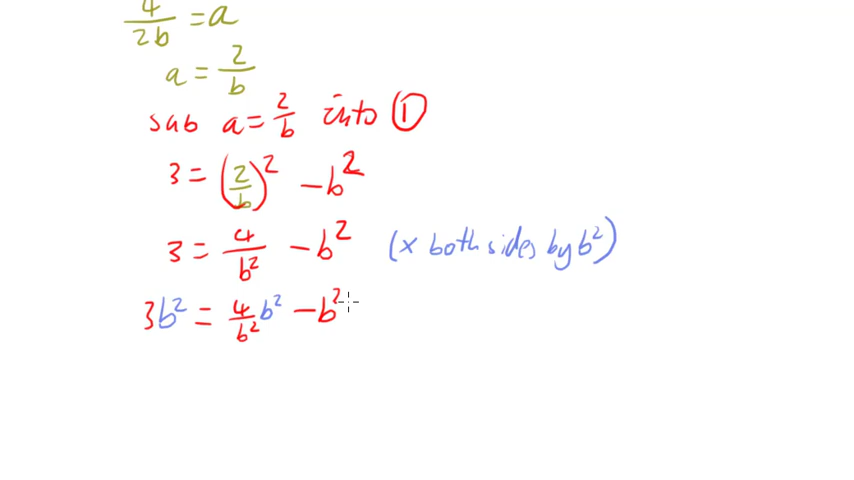 4/2b = a
a = 2/b
sub a = 2/b into ①
3 = (2/b)² - b²
3 = 4/b² - b² (× both sides by b²)
3b² = 4/b² b² - b²